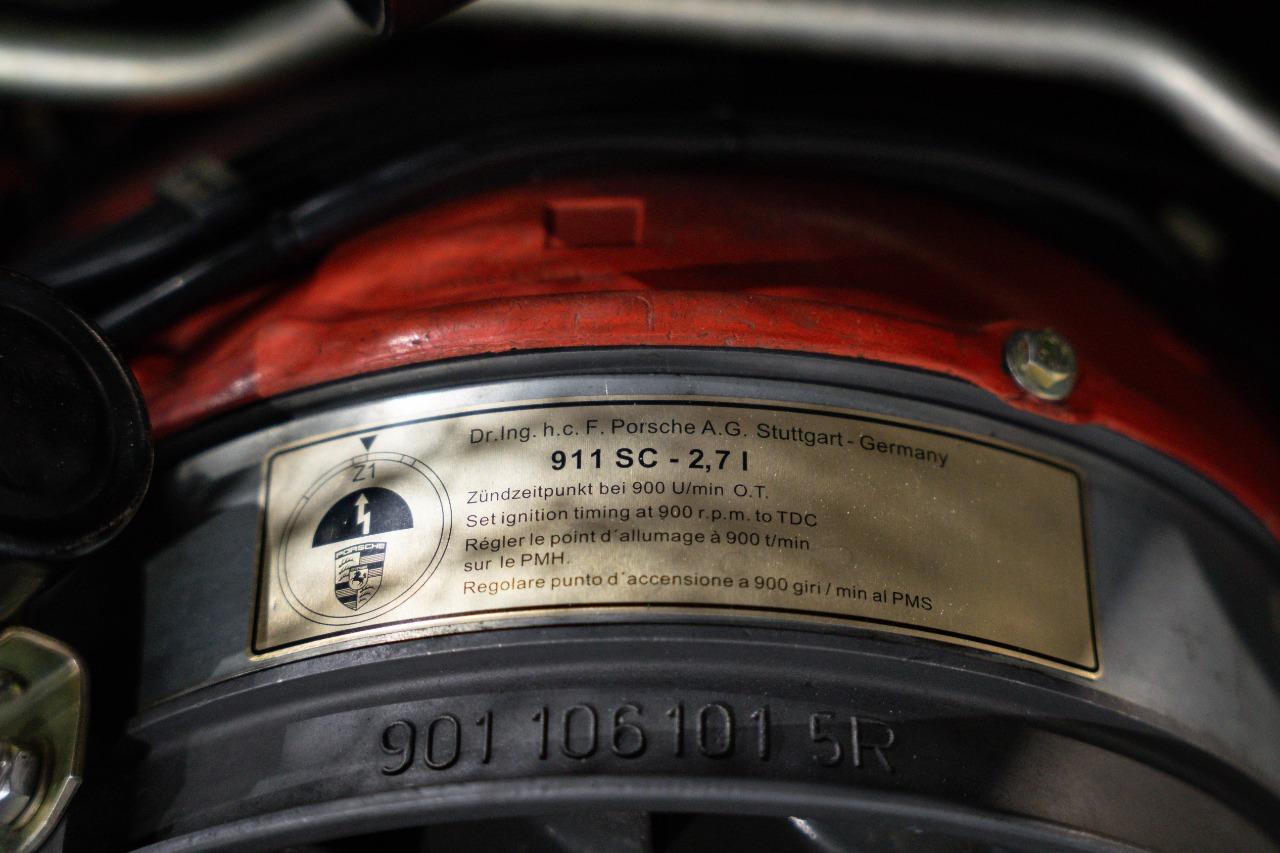 Dr.Ing. h.c. F. Porsche A.G. Stuttgart - Germany
911 SC - 2,7 l
Z1
Zündzeitpunkt bei 900 U/min O.T.
Set ignition timing at 900 r.p.m. to TDC
Régler le point d´allumage à 900 t/min
sur le PMH.
Regolare punto d´accensione a 900 giri / min al PMS
PORSCHE
901 106 101 5R